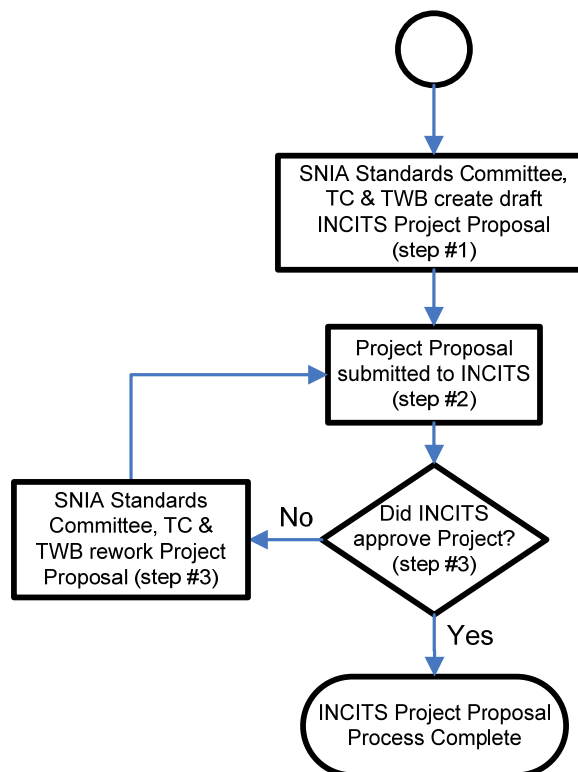 SNIA Standards Committee,
TC & TWB create draft
INCITS Project Proposal
(step #1)
Project Proposal
submitted to INCITS
(step #2)
Did INCITS
approve Project?
(step #3)
No
SNIA Standards
Committee, TC &
TWB rework Project
Proposal (step #3)
Yes
INCITS Project Proposal
Process Complete